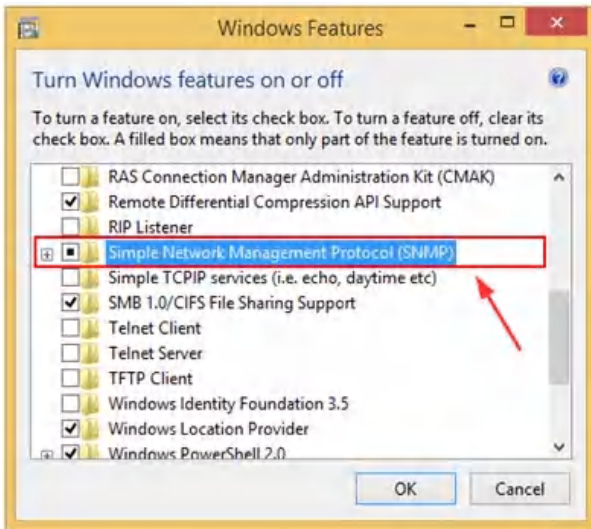 Windows Features
Turn Windows features on or off
To turn a feature on, select its check box. To turn a feature off, clear its
check box. A filled box means that only part of the feature is turned on.
RAS Connection Manager Administration Kit (CMAK)
Remote Differential Compression API Support
RIP Listener
Simple Network Management Protocol (SNMP)
Simple TCPIP services (i.e. echo, daytime etc)
SMB 1.0/CIFS File Sharing Support
Telnet Client
Telnet Server
TFTP Client
Windows Identity Foundation 3.5
Windows Location Provider
Windows PowerShell 2.0
OK Cancel